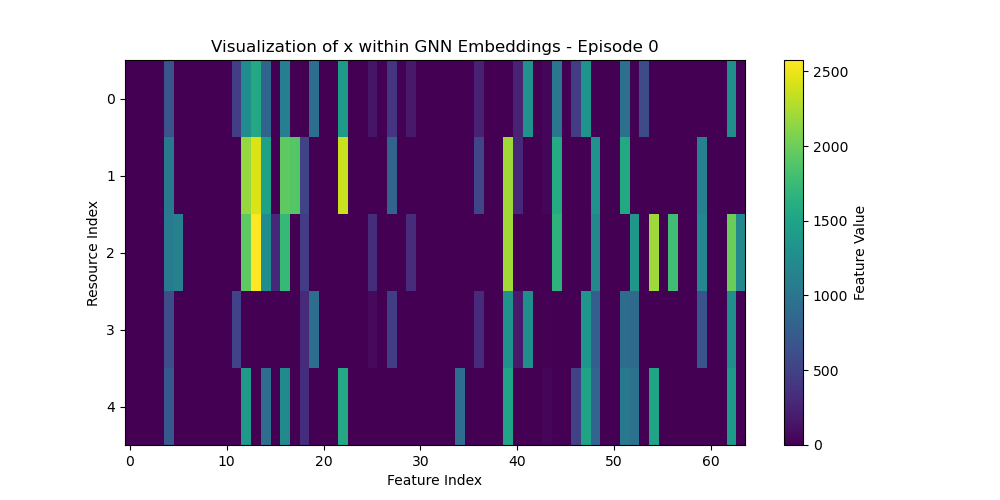 Visualization of x within GNN Embeddings - Episode 0
Resource Index
0
1
2
3
4
0 10 20 30 40 50 60
Feature Index
2500
2000
1500
1000
500
0
Feature Value